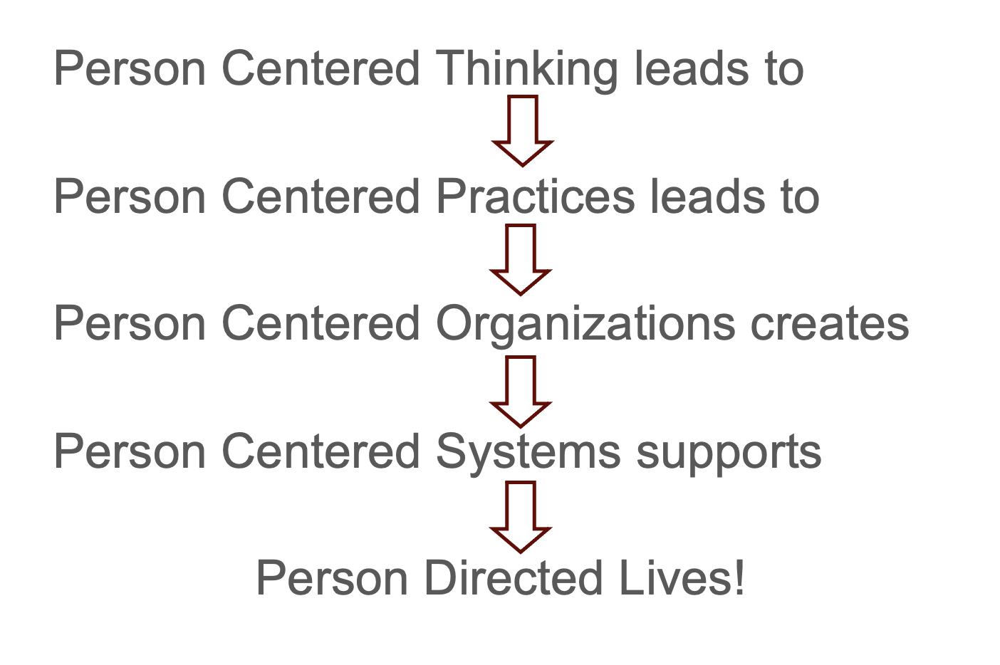 Person Centered Thinking leads to
Person Centered Practices leads to
Person Centered Organizations creates
Person Centered Systems supports
Person Directed Lives!